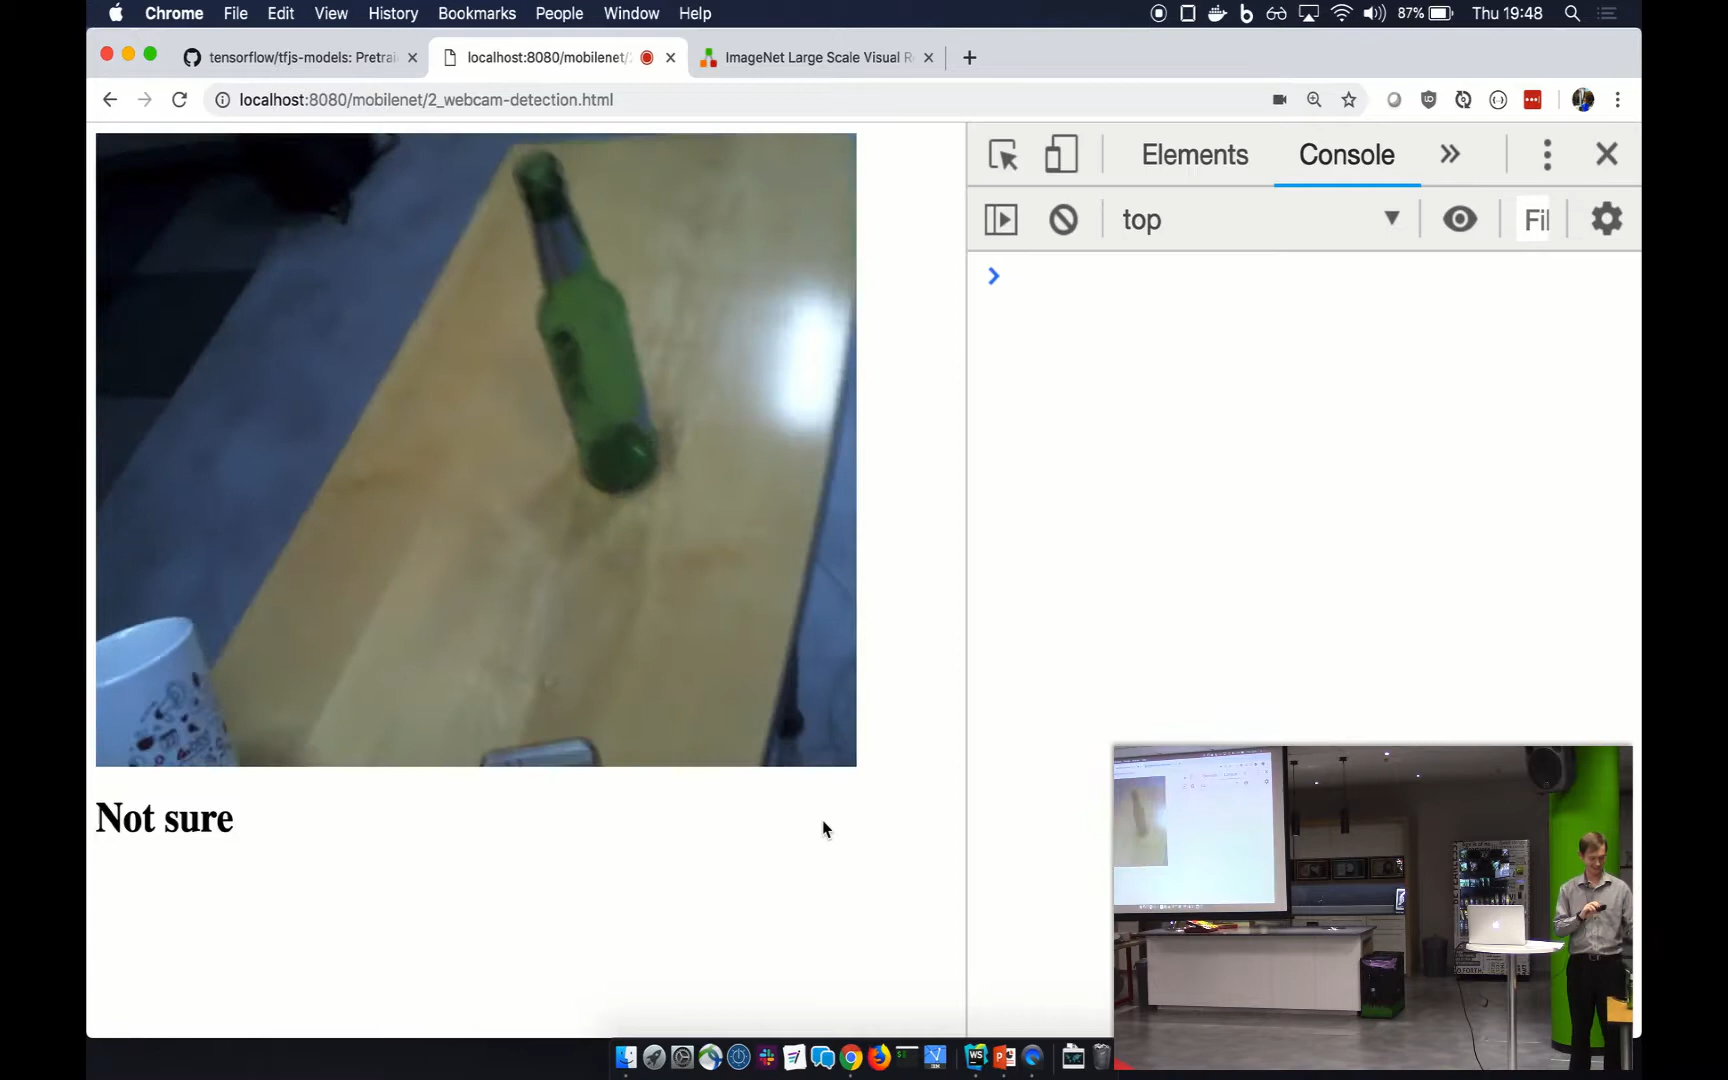 Chrome File Edit View History Bookmarks People Window Help 87% Thu 19:48
tensorflow/tfjs-models: Pretrai localhost:8080/mobilenet/ ImageNet Large Scale Visual R
localhost:8080/mobilenet/2_webcam-detection.html
Elements Console
top Fil
Not sure